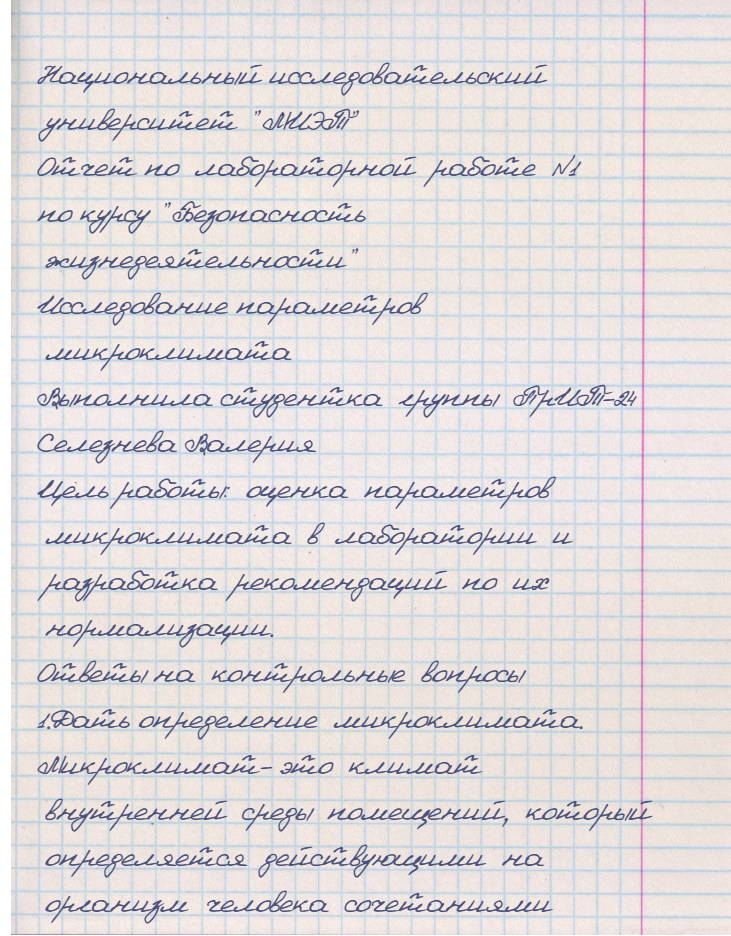 Национальный исследовательский
университет "МИЭТ"
Отчет по лабораторной работе №1
по курсу "Безопасность
жизнедеятельности"
Исследование параметров
микроклимата
Выполнила студентка группы ПрИТ-24
Селезнева Валерия
Цель работы: оценка параметров
микроклимата в лаборатории и
разработка рекомендаций по их
нормализации.
Ответы на контрольные вопросы
1.Дать определение микроклимата.
Микроклимат-это климат
внутренней среды помещений, который
определяется действующими на
организм человека сочетаниями